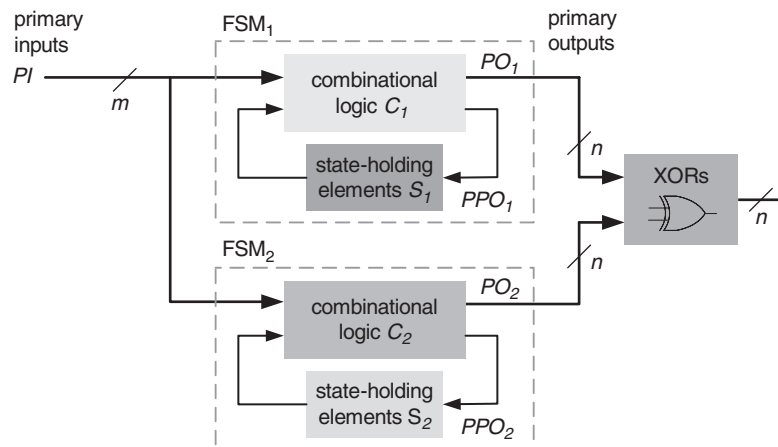 primary
inputs
PI
m
FSM1
combinational
logic C1
state-holding
elements S1
PO1
PPO1
primary
outputs
n
XORs
n
FSM2
combinational
logic C2
state-holding
elements S2
PO2
PPO2
n